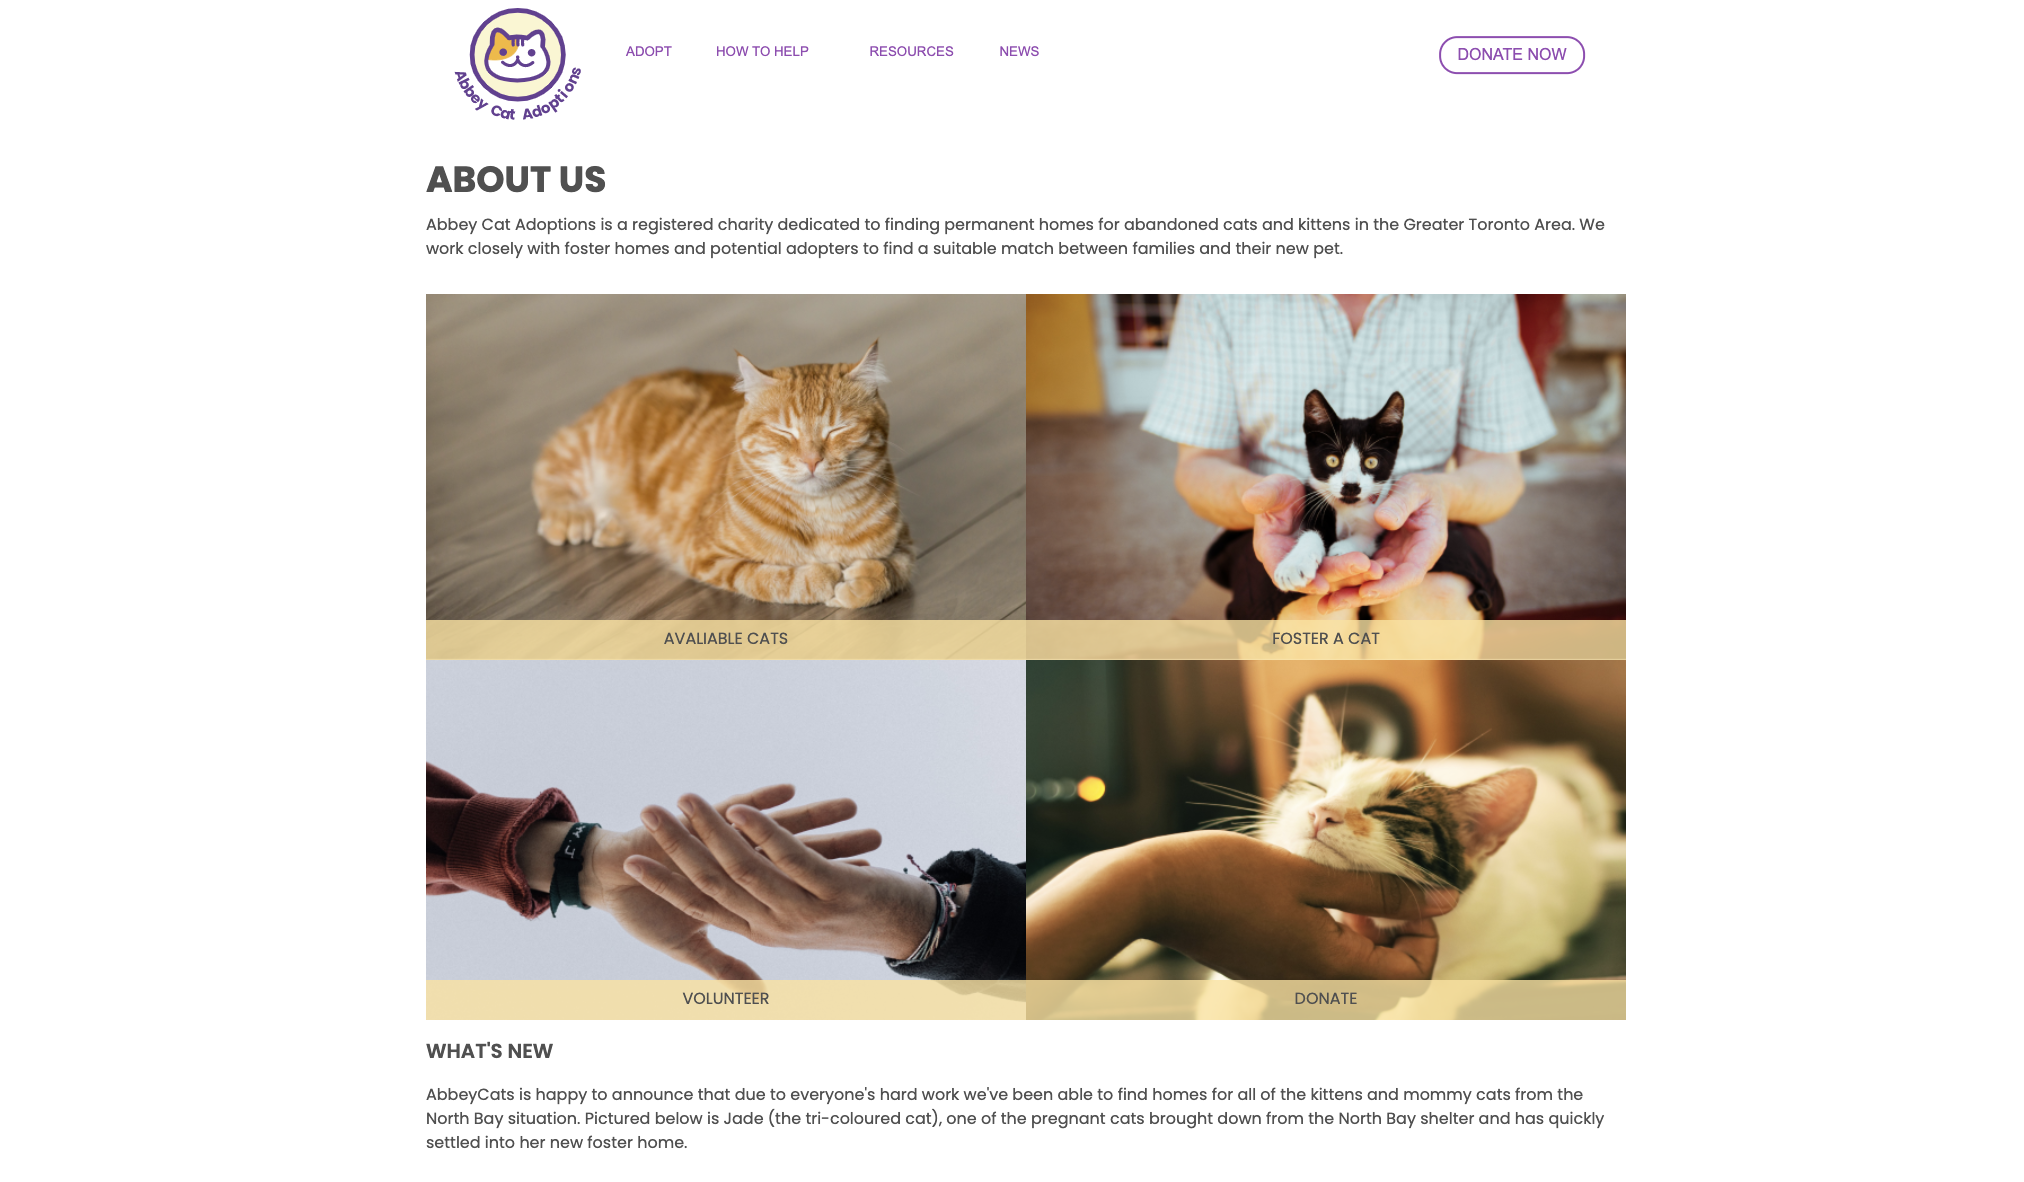 Abbey Cat Adoptions
ADOPT
HOW TO HELP
RESOURCES
NEWS
DONATE NOW
ABOUT US
Abbey Cat Adoptions is a registered charity dedicated to finding permanent homes for abandoned cats and kittens in the Greater Toronto Area. We
work closely with foster homes and potential adopters to find a suitable match between families and their new pet.
AVALIABLE CATS
FOSTER A CAT
VOLUNTEER
DONATE
WHAT'S NEW
AbbeyCats is happy to announce that due to everyone's hard work we've been able to find homes for all of the kittens and mommy cats from the
North Bay situation. Pictured below is Jade (the tri-coloured cat), one of the pregnant cats brought down from the North Bay shelter and has quickly
settled into her new foster home.